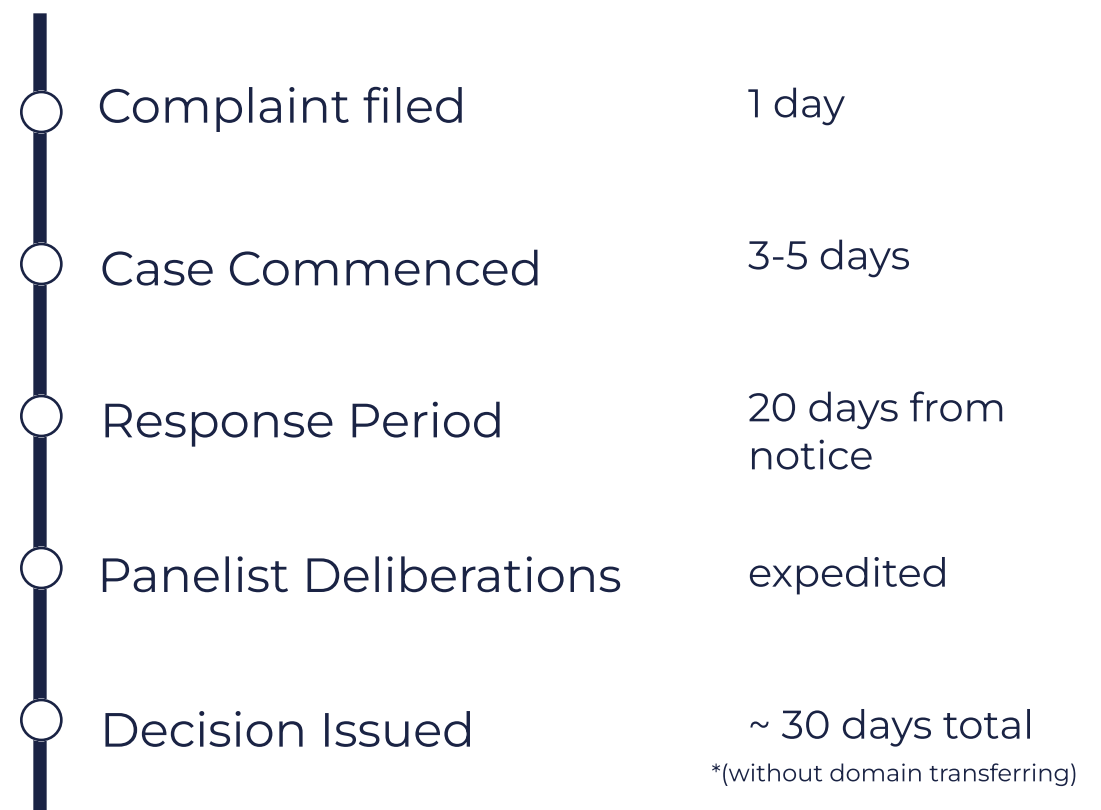 Complaint filed
1 day
Case Commenced
3-5 days
Response Period
20 days from
notice
Panelist Deliberations
expedited
Decision Issued
~ 30 days total
*(without domain transferring)